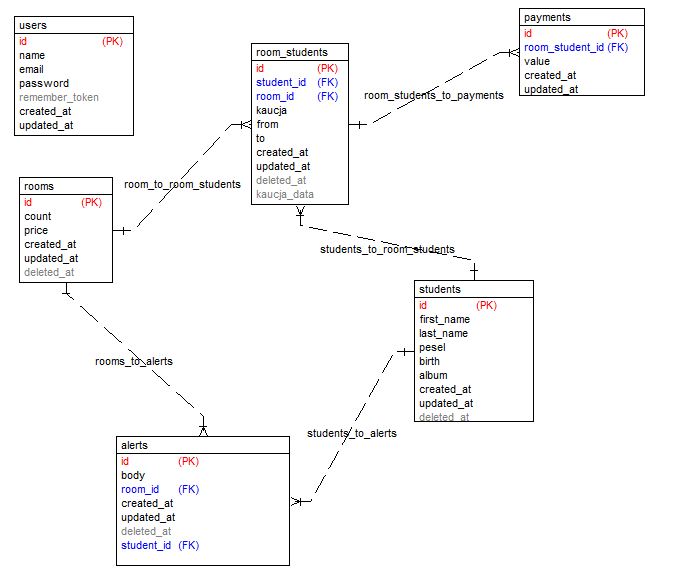 users
id (PK)
name
email
password
remember_token
created_at
updated_at
room_students
id (PK)
student_id (FK)
room_id (FK)
kaucja
from
to
created_at
updated_at
deleted_at
kaucja_data
payments
id (PK)
room_student_id (FK)
value
created_at
updated_at
room_students_to_payments
room_to_room_students
rooms
id (PK)
count
price
created_at
updated_at
deleted_at
students_to_room_students
students
id (PK)
first_name
last_name
pesel
birth
album
created_at
updated_at
deleted_at
rooms_to_alerts
students_to_alerts
alerts
id (PK)
body
room_id (FK)
created_at
updated_at
deleted_at
student_id (FK)